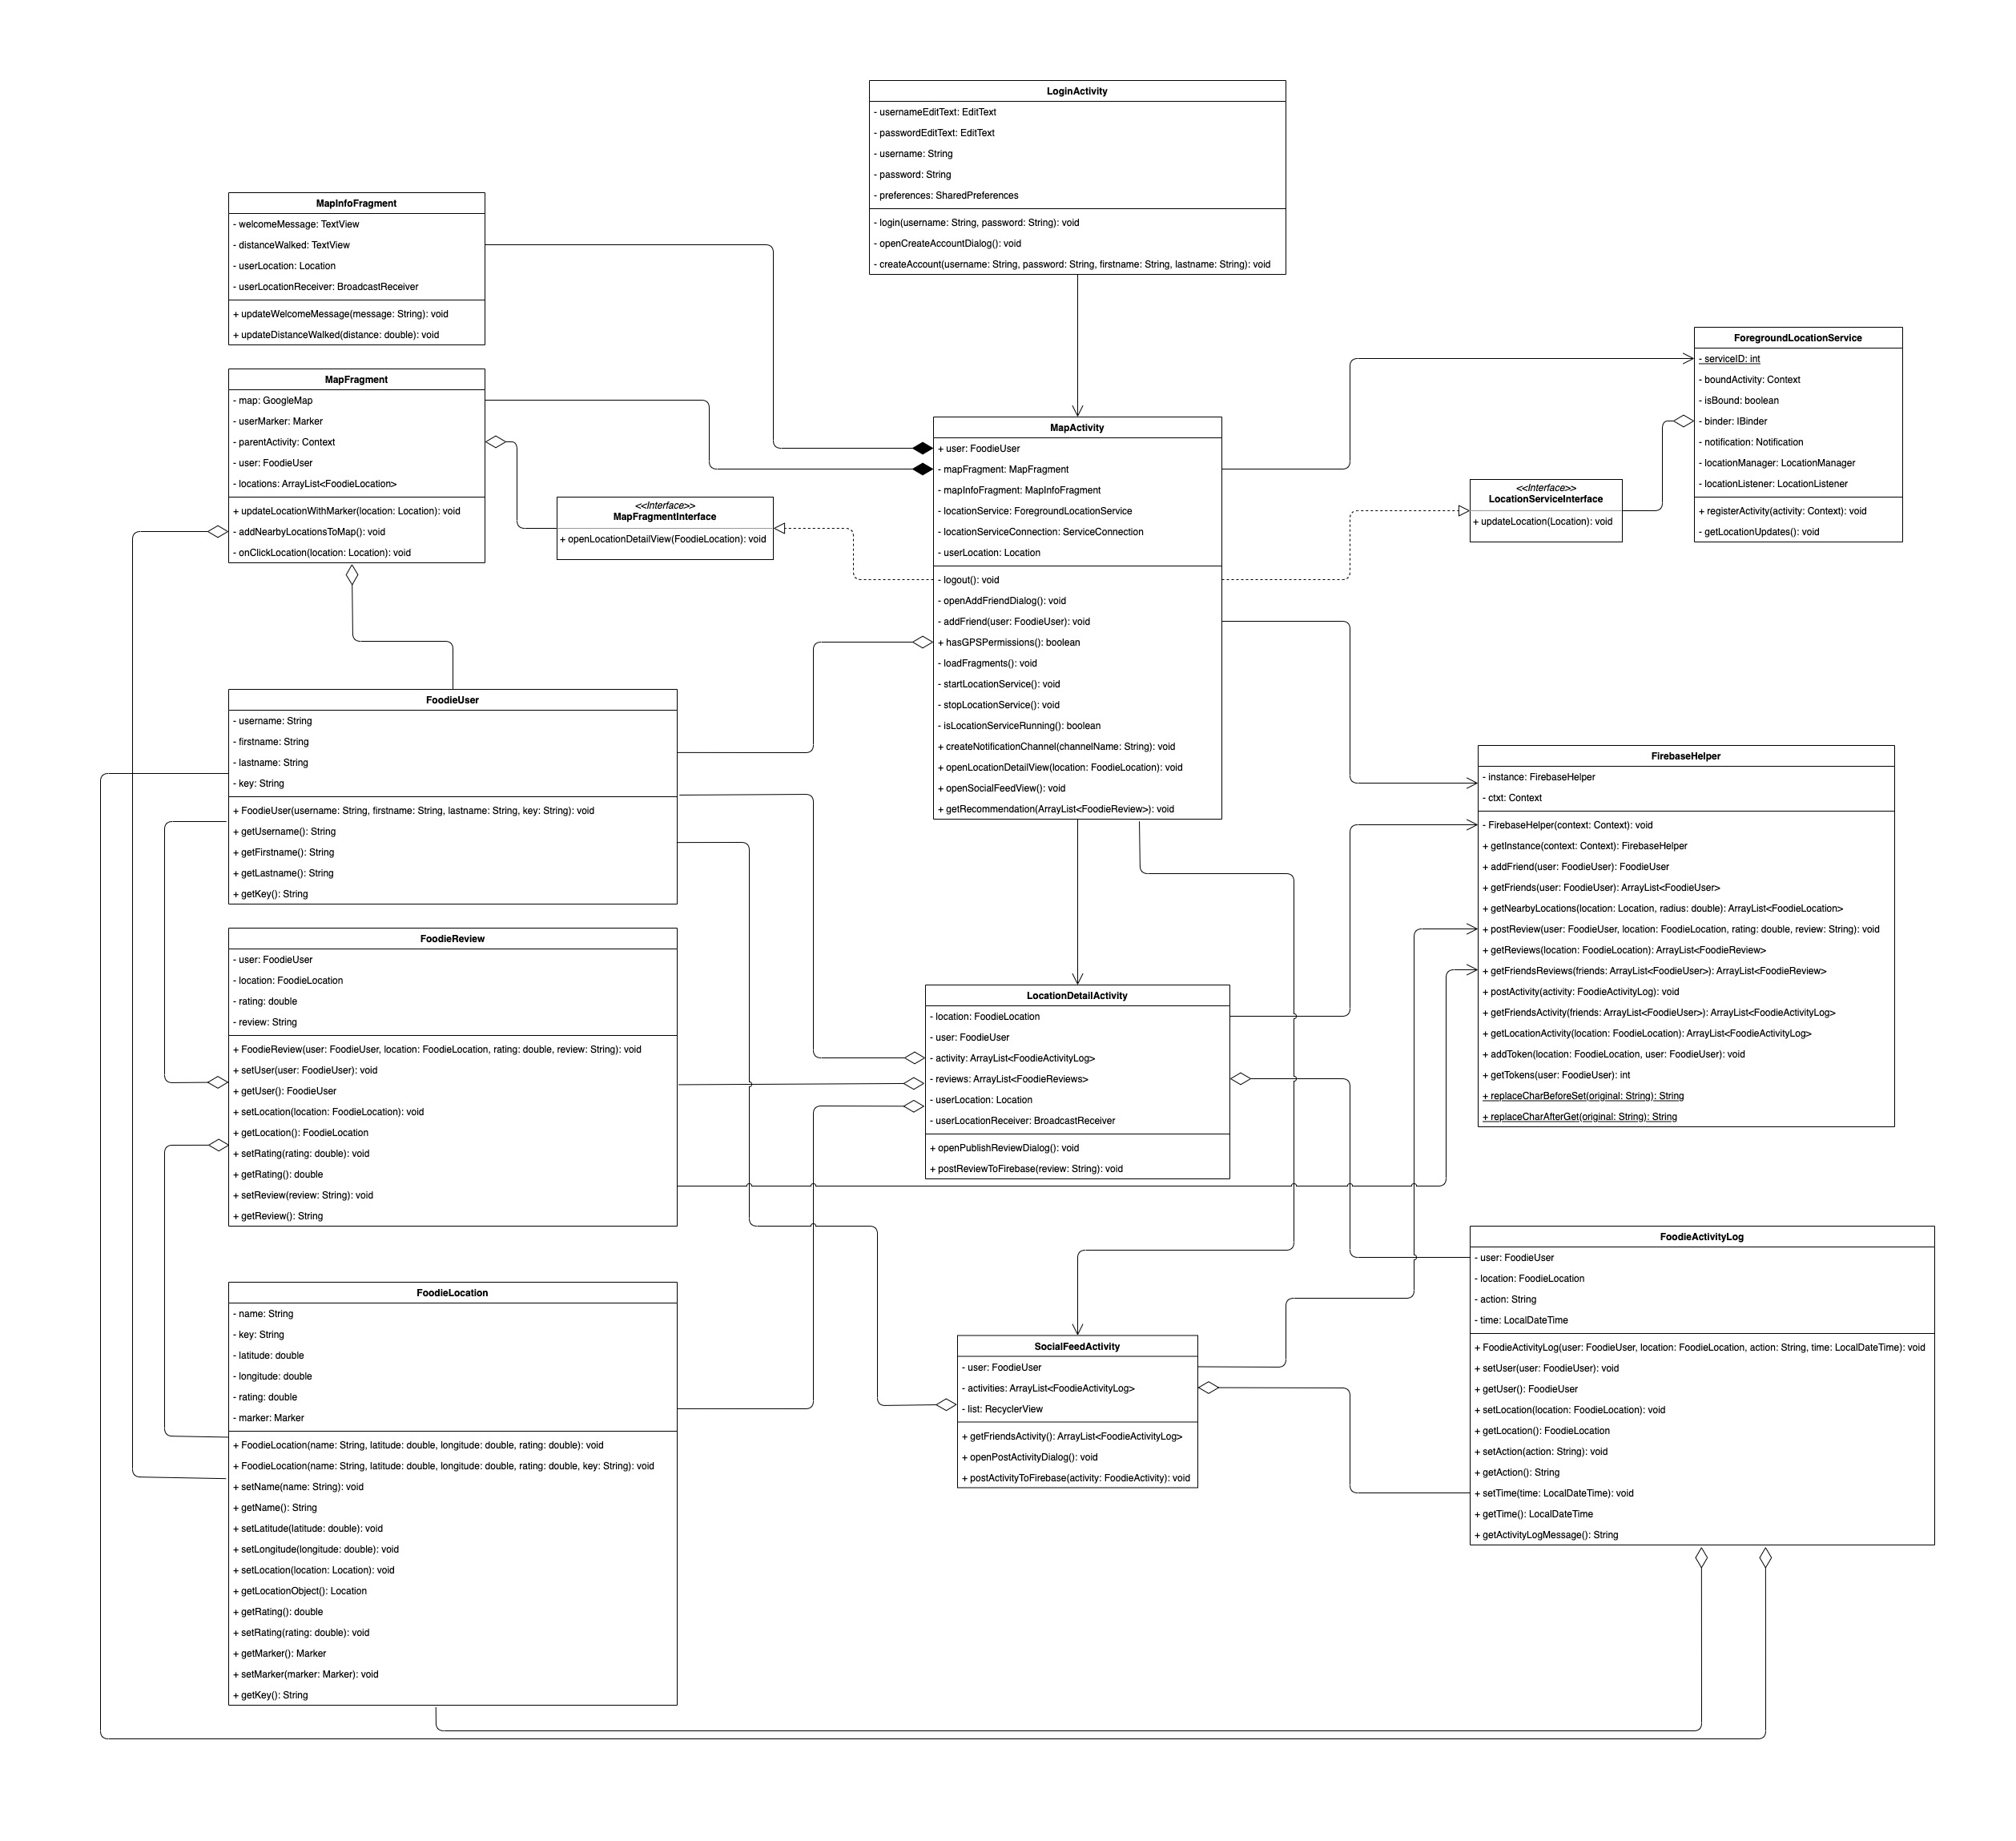 LoginActivity
- usernameEditText: EditText
- passwordEditText: EditText
- username: String
- password: String
- preferences: SharedPreferences
- login(username: String, password: String): void
- openCreateAccountDialog(): void
- createAccount(username: String, password: String, firstname: String, lastname: String): void
MapInfoFragment
- welcomeMessage: TextView
- distanceWalked: TextView
- userLocation: Location
- userLocationReceiver: BroadcastReceiver
+ updateWelcomeMessage(message: String): void
+ updateDistanceWalked(distance: double): void
MapFragment
- map: GoogleMap
- userMarker: Marker
- parentActivity: Context
- user: FoodieUser
- locations: ArrayList<FoodieLocation>
+ updateLocationWithMarker(location: Location): void
- addNearbyLocationsToMap(): void
- onClickLocation(location: Location): void
<<Interface>>
MapFragmentInterface
+ openLocationDetailView(FoodieLocation): void
MapActivity
+ user: FoodieUser
- mapFragment: MapFragment
- mapInfoFragment: MapInfoFragment
- locationService: ForegroundLocationService
- locationServiceConnection: ServiceConnection
- userLocation: Location
- logout(): void
- openAddFriendDialog(): void
- addFriend(user: FoodieUser): void
+ hasGPSPermissions(): boolean
- loadFragments(): void
- startLocationService(): void
- stopLocationService(): void
- isLocationServiceRunning(): boolean
+ createNotificationChannel(channelName: String): void
+ openLocationDetailView(location: FoodieLocation): void
+ openSocialFeedView(): void
+ getRecommendation(ArrayList<FoodieReview>): void
<<Interface>>
LocationServiceInterface
+ updateLocation(Location): void
ForegroundLocationService
- serviceID: int
- boundActivity: Context
- isBound: boolean
- binder: IBinder
- notification: Notification
- locationManager: LocationManager
- locationListener: LocationListener
+ registerActivity(activity: Context): void
- getLocationUpdates(): void
FoodieUser
- username: String
- firstname: String
- lastname: String
- key: String
+ FoodieUser(username: String, firstname: String, lastname: String, key: String): void
+ getUsername(): String
+ getFirstname(): String
+ getLastname(): String
+ getKey(): String
FirebaseHelper
- instance: FirebaseHelper
- ctxt: Context
- FirebaseHelper(context: Context): void
+ getInstance(context: Context): FirebaseHelper
+ addFriend(user: FoodieUser): FoodieUser
+ getFriends(user: FoodieUser): ArrayList<FoodieUser>
+ getNearbyLocations(location: Location, radius: double): ArrayList<FoodieLocation>
+ postReview(user: FoodieUser, location: FoodieLocation, rating: double, review: String): void
+ getReviews(location: FoodieLocation): ArrayList<FoodieReview>
+ getFriendsReviews(friends: ArrayList<FoodieUser>): ArrayList<FoodieReview>
+ postActivity(activity: FoodieActivityLog): void
+ getFriendsActivity(friends: ArrayList<FoodieUser>): ArrayList<FoodieActivityLog>
+ getLocationActivity(location: FoodieLocation): ArrayList<FoodieActivityLog>
+ addToken(location: FoodieLocation, user: FoodieUser): void
+ getTokens(user: FoodieUser): int
+ replaceCharBeforeSet(original: String): String
+ replaceCharAfterGet(original: String): String
FoodieReview
- user: FoodieUser
- location: FoodieLocation
- rating: double
- review: String
+ FoodieReview(user: FoodieUser, location: FoodieLocation, rating: double, review: String): void
+ setUser(user: FoodieUser): void
+ getUser(): FoodieUser
+ setLocation(location: FoodieLocation): void
+ getLocation(): FoodieLocation
+ setRating(rating: double): void
+ getRating(): double
+ setReview(review: String): void
+ getReview(): String
LocationDetailActivity
- location: FoodieLocation
- user: FoodieUser
- activity: ArrayList<FoodieActivityLog>
- reviews: ArrayList<FoodieReviews>
- userLocation: Location
- userLocationReceiver: BroadcastReceiver
+ openPublishReviewDialog(): void
+ postReviewToFirebase(review: String): void
FoodieLocation
- name: String
- key: String
- latitude: double
- longitude: double
- rating: double
- marker: Marker
+ FoodieLocation(name: String, latitude: double, longitude: double, rating: double): void
+ FoodieLocation(name: String, latitude: double, longitude: double, rating: double, key: String): void
+ setName(name: String): void
+ getName(): String
+ setLatitude(latitude: double): void
+ setLongitude(longitude: double): void
+ setLocation(location: Location): void
+ getLocationObject(): Location
+ getRating(): double
+ setRating(rating: double): void
+ getMarker(): Marker
+ setMarker(marker: Marker): void
+ getKey(): String
SocialFeedActivity
- user: FoodieUser
- activities: ArrayList<FoodieActivityLog>
- list: RecyclerView
+ getFriendsActivity(): ArrayList<FoodieActivityLog>
+ openPostActivityDialog(): void
+ postActivityToFirebase(activity: FoodieActivity): void
FoodieActivityLog
- user: FoodieUser
- location: FoodieLocation
- action: String
- time: LocalDateTime
+ FoodieActivityLog(user: FoodieUser, location: FoodieLocation, action: String, time: LocalDateTime): void
+ setUser(user: FoodieUser): void
+ getUser(): FoodieUser
+ setLocation(location: FoodieLocation): void
+ getLocation(): FoodieLocation
+ setAction(action: String): void
+ getAction(): String
+ setTime(time: LocalDateTime): void
+ getTime(): LocalDateTime
+ getActivityLogMessage(): String